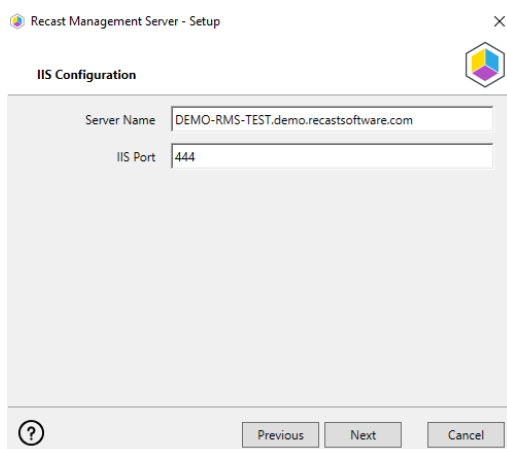 Recast Management Server - Setup
IIS Configuration
Server Name DEMO-RMS-TEST.demo.recastsoftware.com
IIS Port 444
? Previous Next Cancel